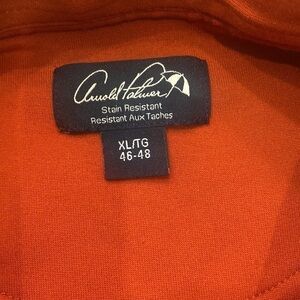 Arnold Palmer
Stain Resistant
Resistant Aux Taches
XL/TG
46-48